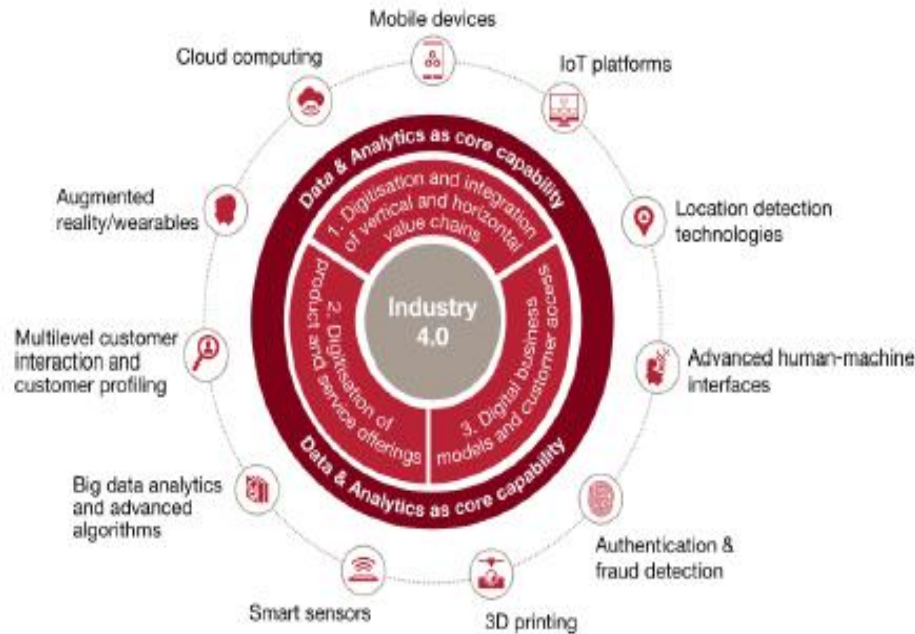 Mobile devices
Cloud computing
IoT platforms
Augmented
reality/wearables
Location detection
technologies
Multilevel customer
interaction and
customer profiling
Advanced human-machine
interfaces
Big data analytics
and advanced
algorithms
Authentication &
fraud detection
Smart sensors
3D printing
Data & Analytics as core capability
1. Digitisation and integration
of vertical and horizontal
value chains
2. Digitisation of
product and service offerings
3. Digital business
models and customer access
Industry
4.0
Data & Analytics as core capability